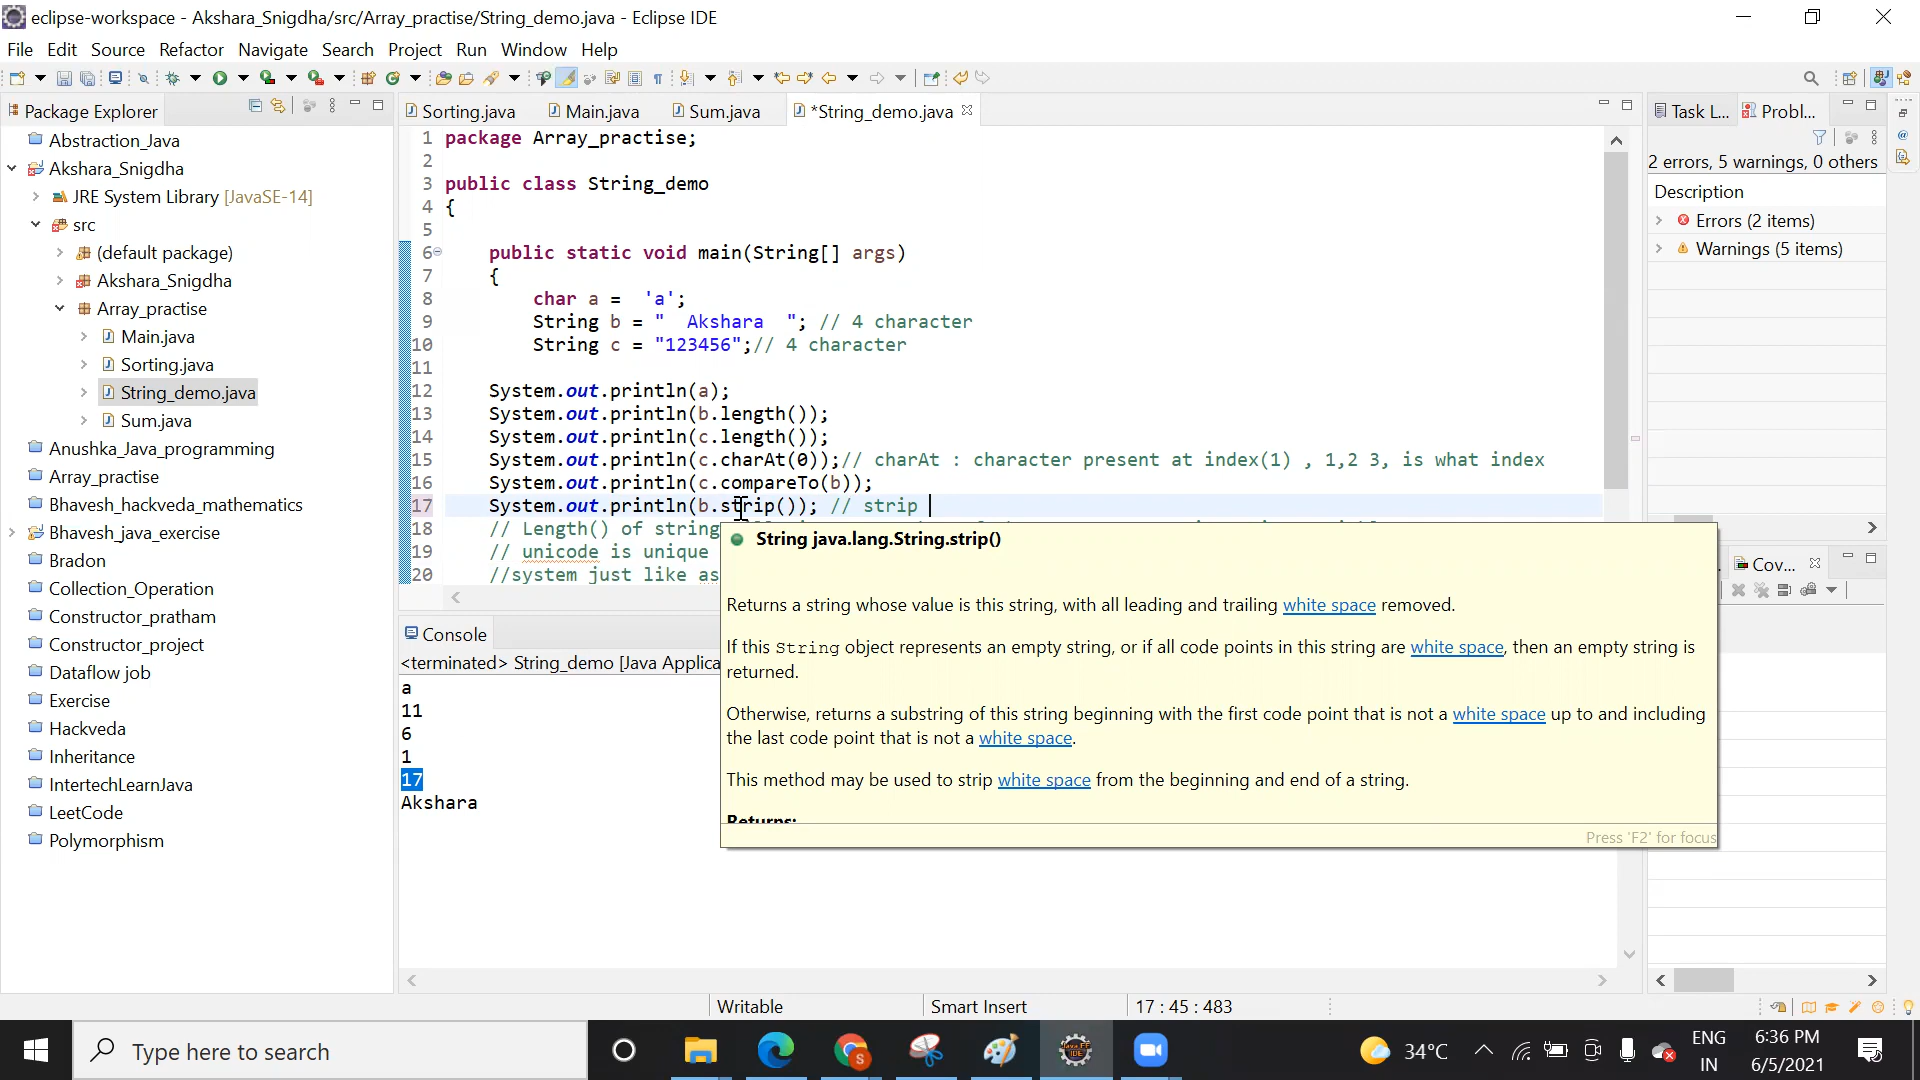 eclipse-workspace - Akshara_Snigdha/src/Array_practise/String_demo.java - Eclipse IDE
File Edit Source Refactor Navigate Search Project Run Window Help
Package Explorer
Abstraction_Java
Akshara_Snigdha
JRE System Library [JavaSE-14]
src
(default package)
Akshara_Snigdha
Array_practise
Main.java
Sorting.java
String_demo.java
Sum.java
Anushka_Java_programming
Array_practise
Bhavesh_hackveda_mathematics
Bhavesh_java_exercise
Bradon
Collection_Operation
Constructor_pratham
Constructor_project
Dataflow job
Exercise
Hackveda
Inheritance
IntertechLearnJava
LeetCode
Polymorphism
Sorting.java Main.java Sum.java *String_demo.java
1 package Array_practise;
2
3 public class String_demo
4 {
5
6 public static void main(String[] args)
7 {
8 char a = 'a';
9 String b = "  Akshara  "; // 4 character
10 String c = "123456";// 4 character
11
12 System.out.println(a);
13 System.out.println(b.length());
14 System.out.println(c.length());
15 System.out.println(c.charAt(0));// charAt : character present at index(1) , 1,2 3, is what index
16 System.out.println(c.compareTo(b));
17 System.out.println(b.strip()); // strip
18 // Length() of string
19 // unicode is unique
20 //system just like as
String java.lang.String.strip()
Returns a string whose value is this string, with all leading and trailing white space removed.
If this String object represents an empty string, or if all code points in this string are white space, then an empty string is
returned.
Otherwise, returns a substring of this string beginning with the first code point that is not a white space up to and including
the last code point that is not a white space.
This method may be used to strip white space from the beginning and end of a string.
Returns:
Press 'F2' for focus
Console
<terminated> String_demo [Java Applica
a
11
6
1
17
Akshara
Task L... Probl...
2 errors, 5 warnings, 0 others
Description
Errors (2 items)
Warnings (5 items)
Cov...
Writable Smart Insert 17 : 45 : 483
Type here to search
34°C
ENG
IN
6:36 PM
6/5/2021